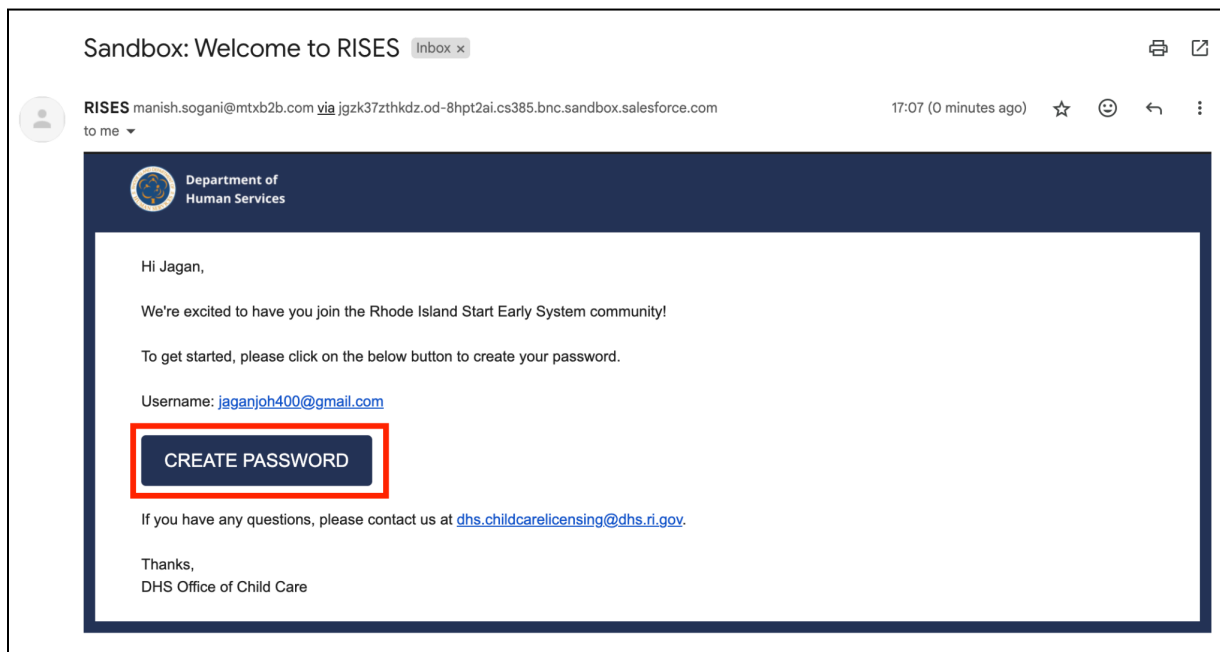 Sandbox: Welcome to RISES Inbox x
RISES manish.sogani@mtxb2b.com via jgzk37zthkdz.od-8hpt2ai.cs385.bnc.sandbox.salesforce.com 17:07 (0 minutes ago)
to me
Department of
Human Services
Hi Jagan,
We're excited to have you join the Rhode Island Start Early System community!
To get started, please click on the below button to create your password.
Username: jaganjoh400@gmail.com
CREATE PASSWORD
If you have any questions, please contact us at dhs.childcarelicensing@dhs.ri.gov.
Thanks,
DHS Office of Child Care